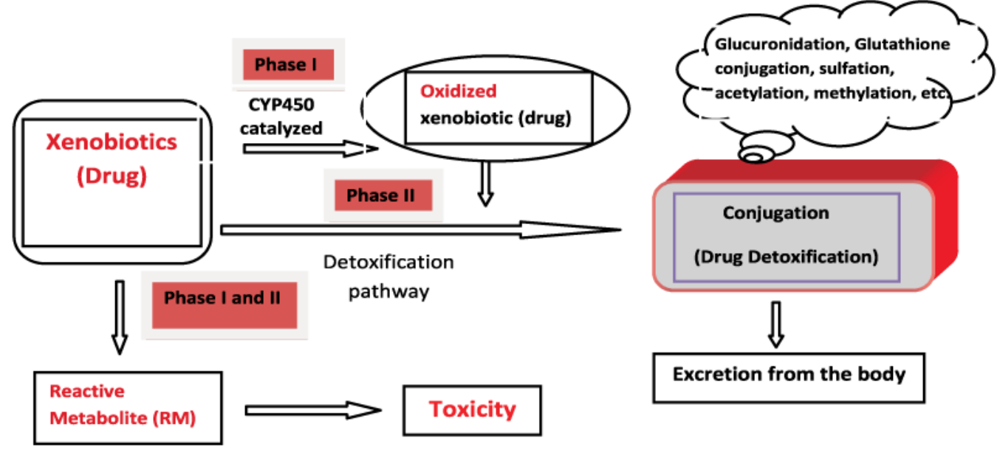 Glucuronidation, Glutathione
conjugation, sulfation,
acetylation, methylation, etc.
Phase I
CYP450
catalyzed
Oxidized
xenobiotic (drug)
Xenobiotics
(Drug)
Phase II
Detoxification
pathway
Conjugation
(Drug Detoxification)
Phase I and II
Excretion from the body
Reactive
Metabolite (RM)
Toxicity